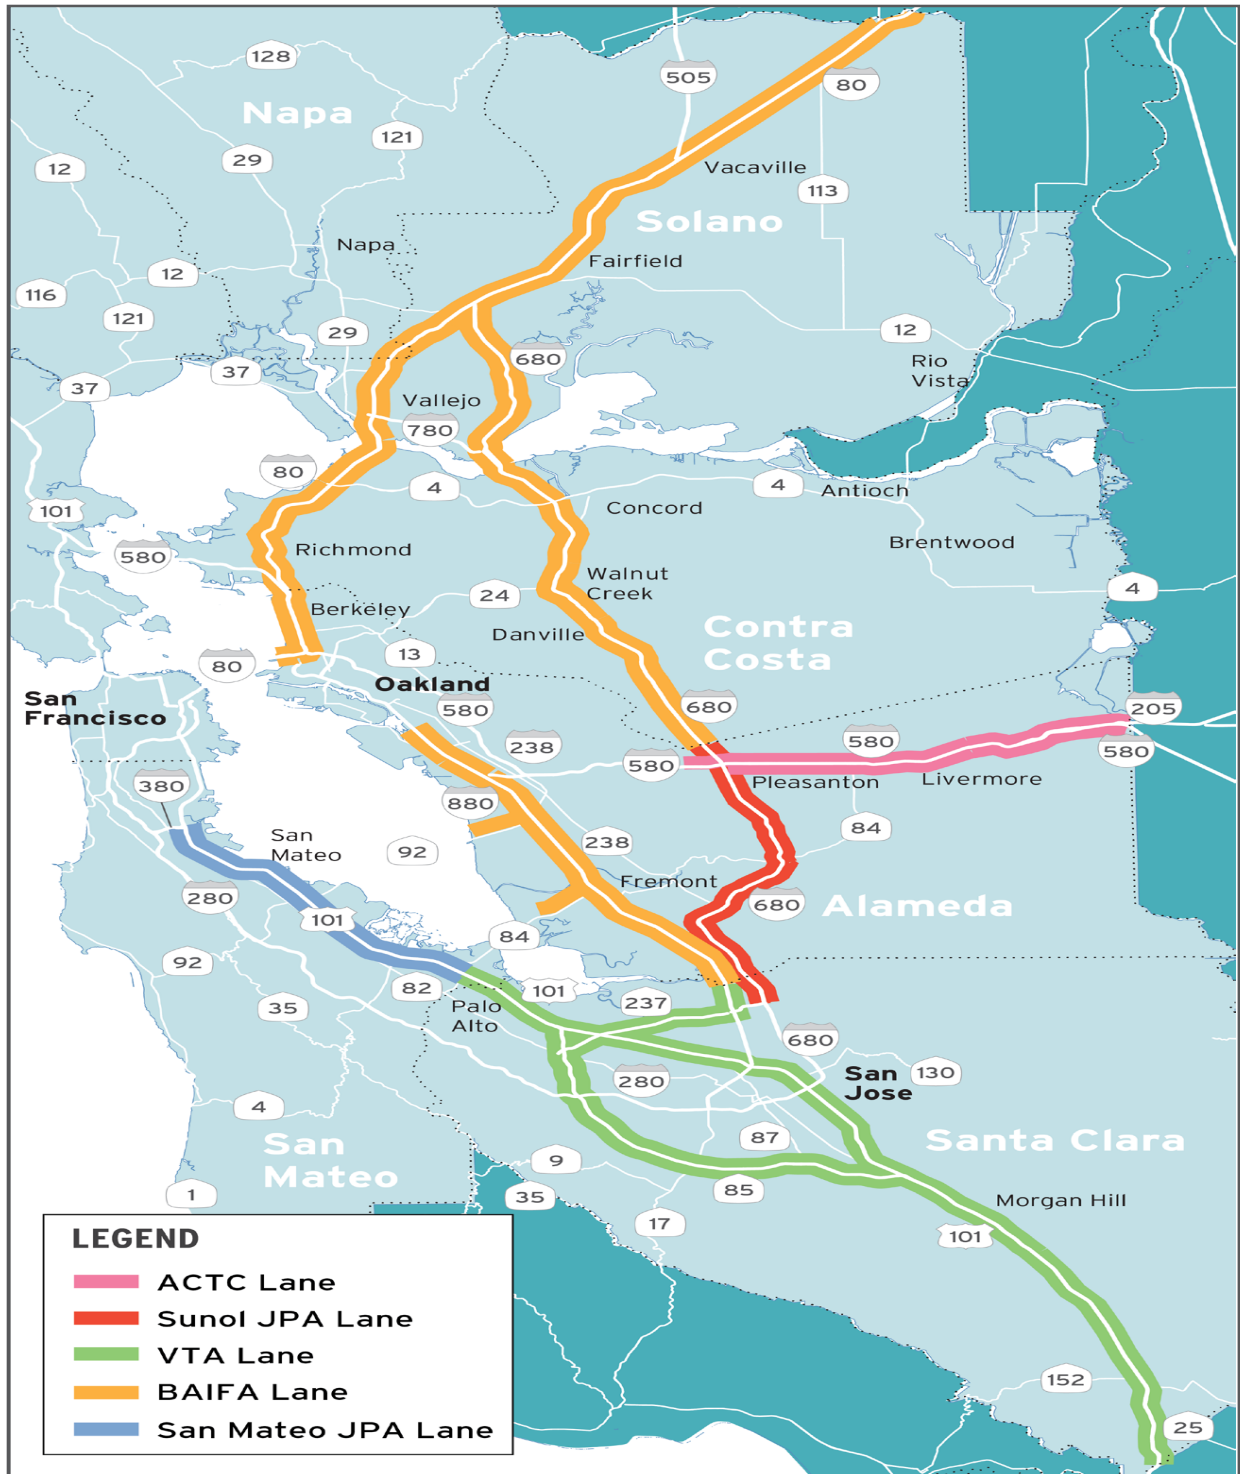 128
505
80
Napa
121
12
29
Vacaville
113
Solano
Napa
Fairfield
12
116
121
29
12
680
Rio
Vista
37
37
Vallejo
780
80
4
4
Antioch
101
Concord
Brentwood
Richmond
580
Walnut
Creek
24
4
Berkeley
Danville
Contra
Costa
13
80
Oakland
San
Francisco
580
680
205
238
580
580
580
Pleasanton
Livermore
380
880
84
San
Mateo
92
238
Fremont
280
680
Alameda
101
84
92
82
101
237
35
Palo
Alto
680
280
San
Jose
130
4
87
Santa Clara
San
Mateo
9
85
1
35
Morgan Hill
17
101
LEGEND
ACTC Lane
Sunol JPA Lane
VTA Lane
BAIFA Lane
San Mateo JPA Lane
152
25